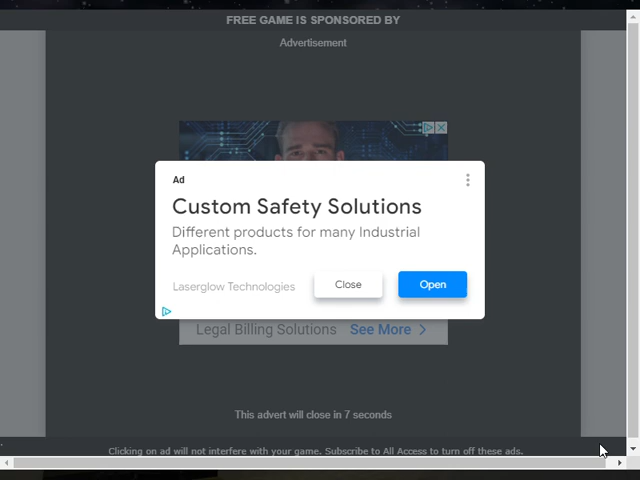 FREE GAME IS SPONSORED BY
Advertisement
Ad
Custom Safety Solutions
Different products for many Industrial
Applications.
Laserglow Technologies
Close
Open
Legal Billing Solutions See More
This advert will close in 7 seconds
Clicking on ad will not interfere with your game. Subscribe to All Access to turn off these ads.